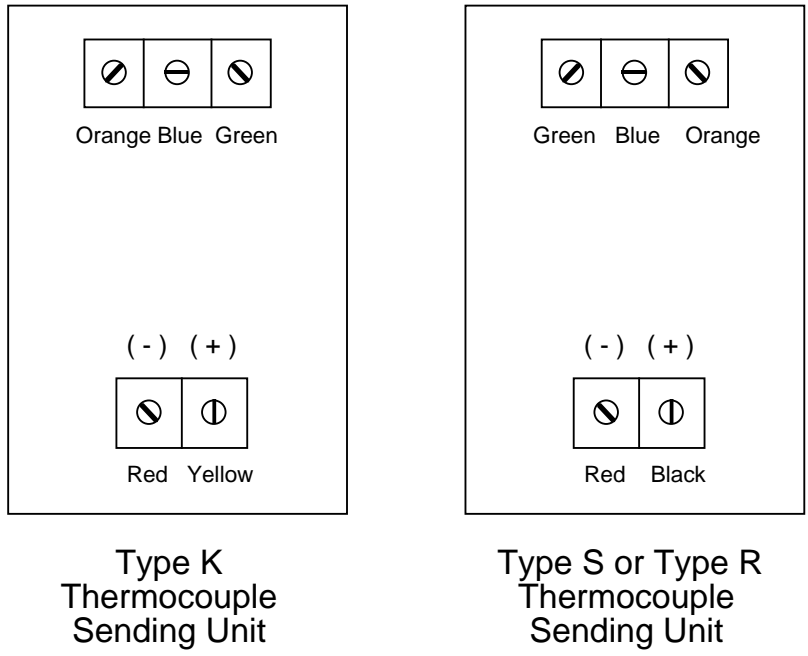 Orange Blue Green
( - ) ( + )
Red Yellow
Type K
Thermocouple
Sending Unit
Green Blue Orange
( - ) ( + )
Red Black
Type S or Type R
Thermocouple
Sending Unit